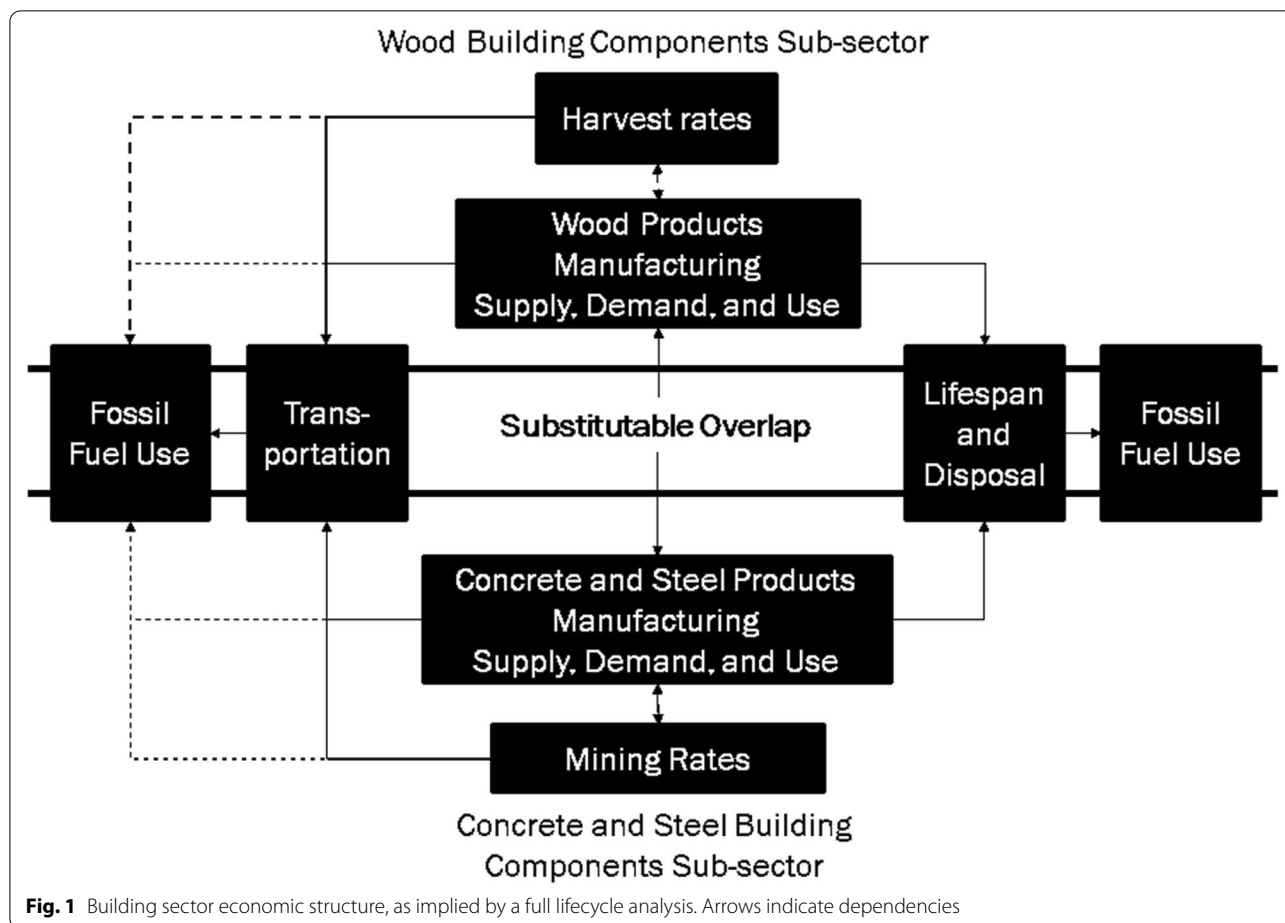 Wood Building Components Sub-sector
Harvest rates
Wood Products
Manufacturing
Supply, Demand, and Use
Fossil
Fuel Use
Trans-
portation
Substitutable Overlap
Lifespan
and
Disposal
Fossil
Fuel Use
Concrete and Steel Products
Manufacturing
Supply, Demand, and Use
Mining Rates
Concrete and Steel Building
Components Sub-sector
Fig. 1 Building sector economic structure, as implied by a full lifecycle analysis. Arrows indicate dependencies